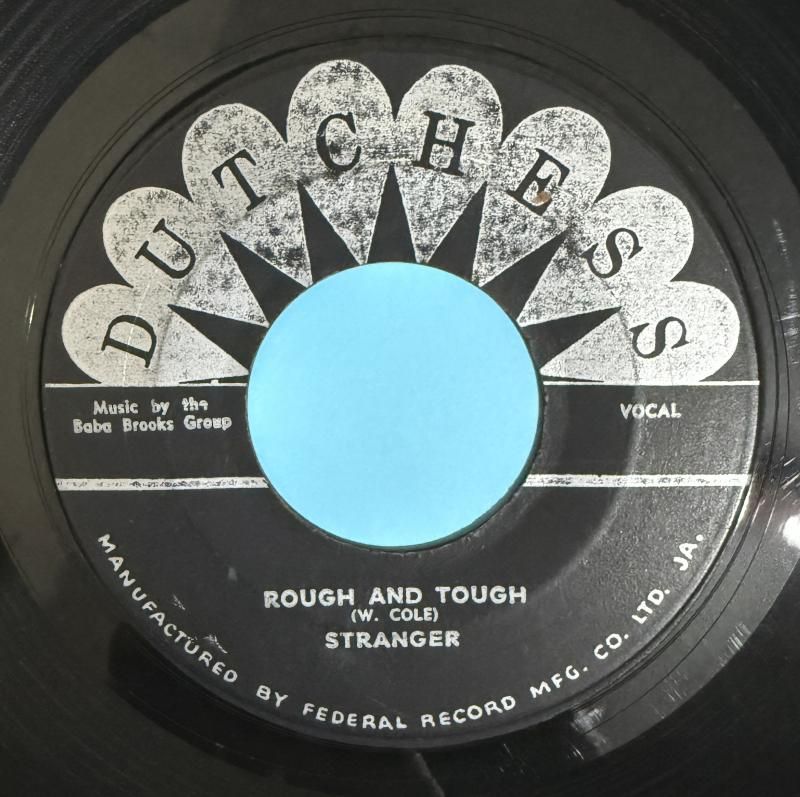 DUTCHESS
Music by the
Baba Brooks Group
VOCAL
ROUGH AND TOUGH
(W. COLE)
STRANGER
MANUFACTURED BY FEDERAL RECORD MFG. CO. LTD. JA.